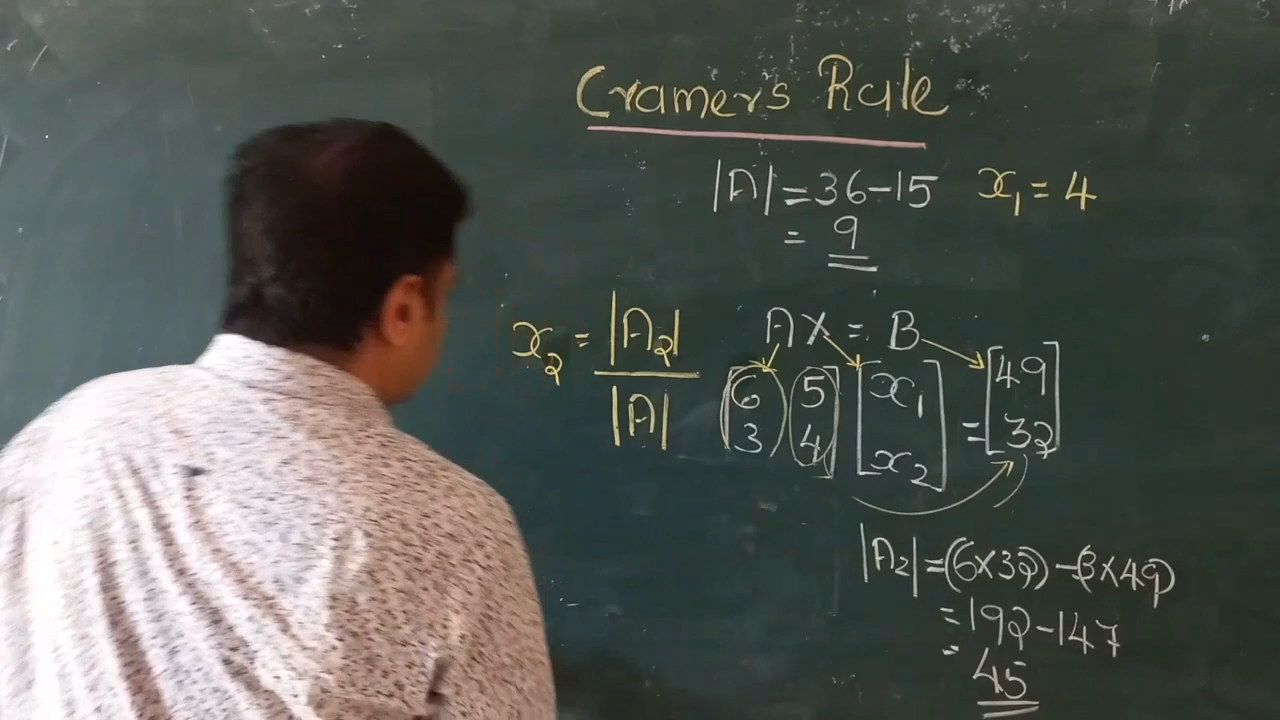 Cramers Rule
|A| = 36-15 x₁ = 4
= 9
x₂ = |A₂| / |A|
AX = B
[6 5 [x₁ = [49
3 4] x₂] 32]
|A₂| = (6×32) - (3×49)
= 192-147
= 45